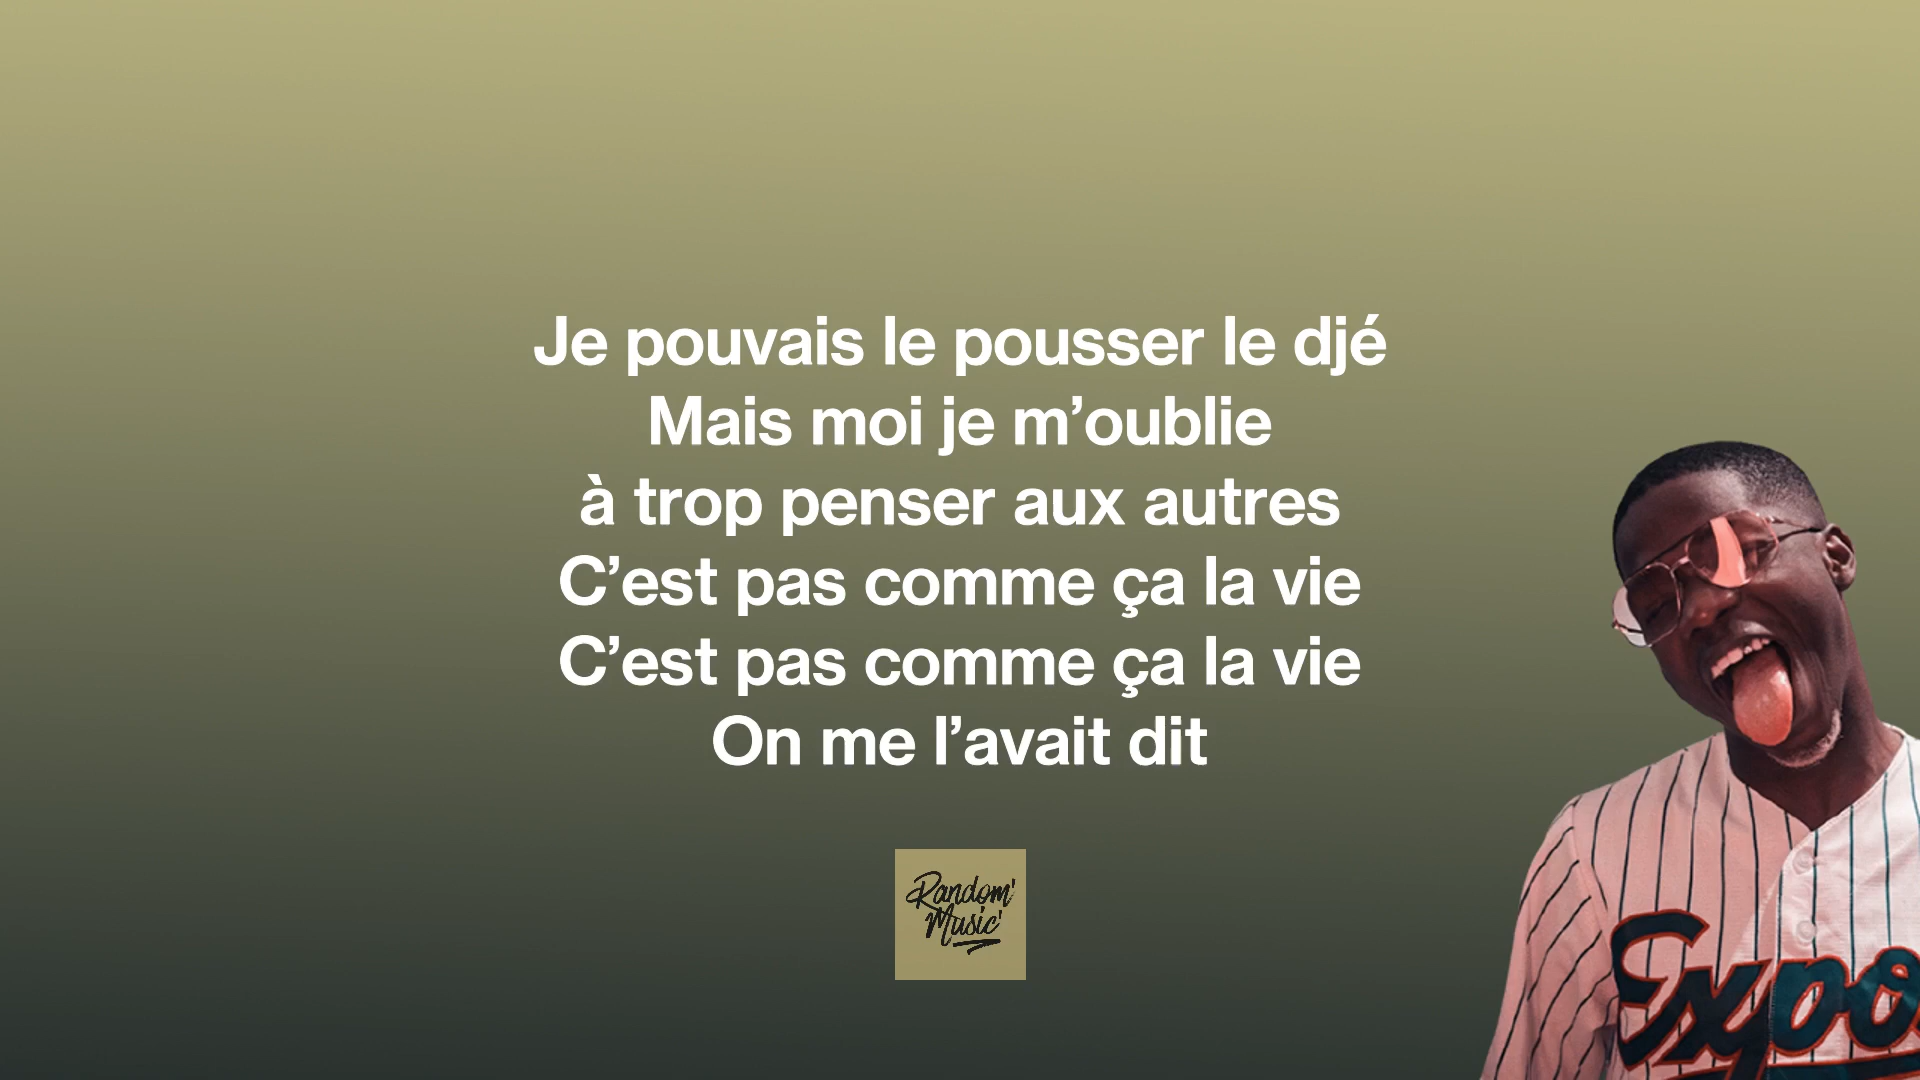 Je pouvais le pousser le djé
Mais moi je m’oublie
à trop penser aux autres
C’est pas comme ça la vie
C’est pas comme ça la vie
On me l’avait dit
Random'
Music'
Expo